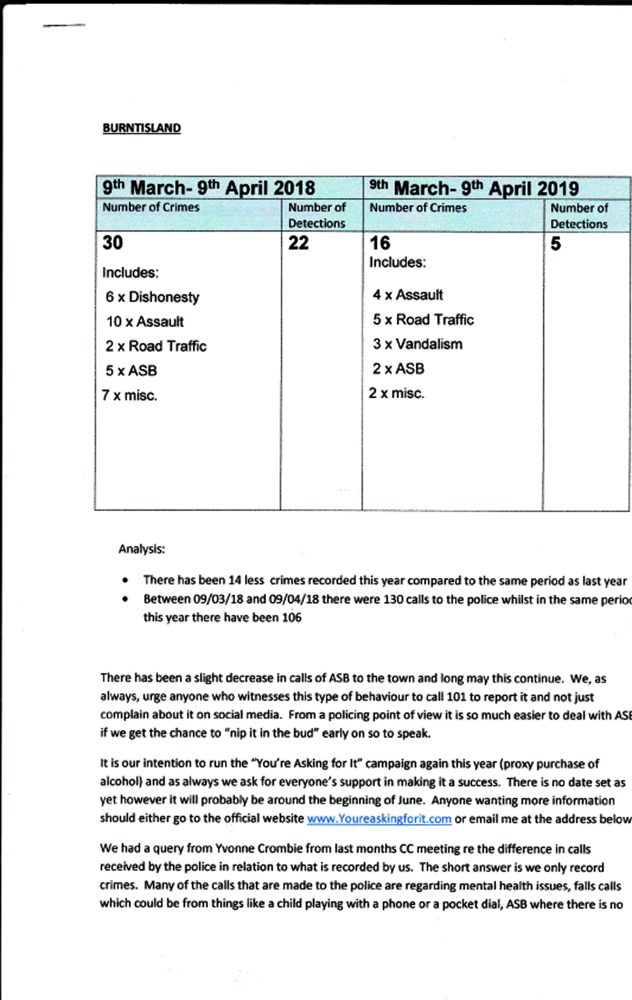 BURNTISLAND
9th March- 9th April 2018
9th March- 9th April 2019
Number of Crimes
Number of Detections
Number of Crimes
Number of Detections
30
22
16
5
Includes:
6 x Dishonesty
10 x Assault
2 x Road Traffic
5 x ASB
7 x misc.
Includes:
4 x Assault
5 x Road Traffic
3 x Vandalism
2 x ASB
2 x misc.
Analysis:
• There has been 14 less crimes recorded this year compared to the same period as last year
• Between 09/03/18 and 09/04/18 there were 130 calls to the police whilst in the same perio
this year there have been 106
There has been a slight decrease in calls of ASB to the town and long may this continue. We, as
always, urge anyone who witnesses this type of behaviour to call 101 to report it and not just
complain about it on social media. From a policing point of view it is so much easier to deal with ASB
if we get the chance to "nip it in the bud" early on so to speak.
It is our intention to run the "You're Asking for It" campaign again this year (proxy purchase of
alcohol) and as always we ask for everyone's support in making it a success. There is no date set as
yet however it will probably be around the beginning of June. Anyone wanting more information
should either go to the official website www.Youreaskingforit.com or email me at the address below
We had a query from Yvonne Crombie from last months CC meeting re the difference in calls
received by the police in relation to what is recorded by us. The short answer is we only record
crimes. Many of the calls that are made to the police are regarding mental health issues, falls calls
which could be from things like a child playing with a phone or a pocket dial, ASB where there is no